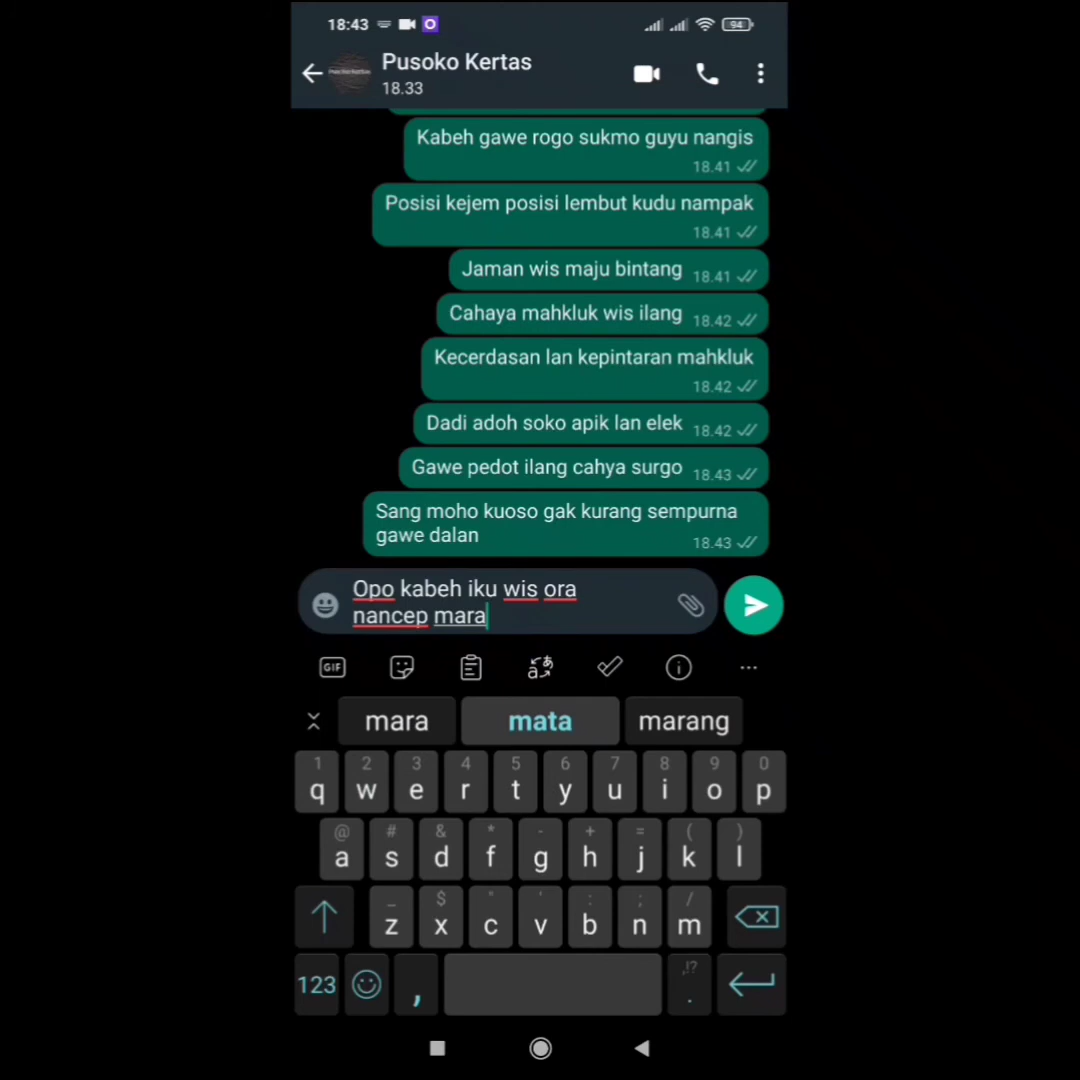 18:43
94
Pusoko Kertas
18.33
Kabeh gawe rogo sukmo guyu nangis
18.41
Posisi kejem posisi lembut kudu nampak
18.41
Jaman wis maju bintang 18.41
Cahaya mahkluk wis ilang 18.42
Kecerdasan lan kepintaran mahkluk
18.42
Dadi adoh soko apik lan elek 18.42
Gawe pedot ilang cahya surgo 18.43
Sang moho kuoso gak kurang sempurna
gawe dalan 18.43
Opo kabeh iku wis ora
nancep mara
GIF
mara mata marang
1 2 3 4 5 6 7 8 9 0
q w e r t y u i o p
@ # & * - + = ( )
a s d f g h j k l
_ $ " ' : ; /
z x c v b n m
123 , ,!? .